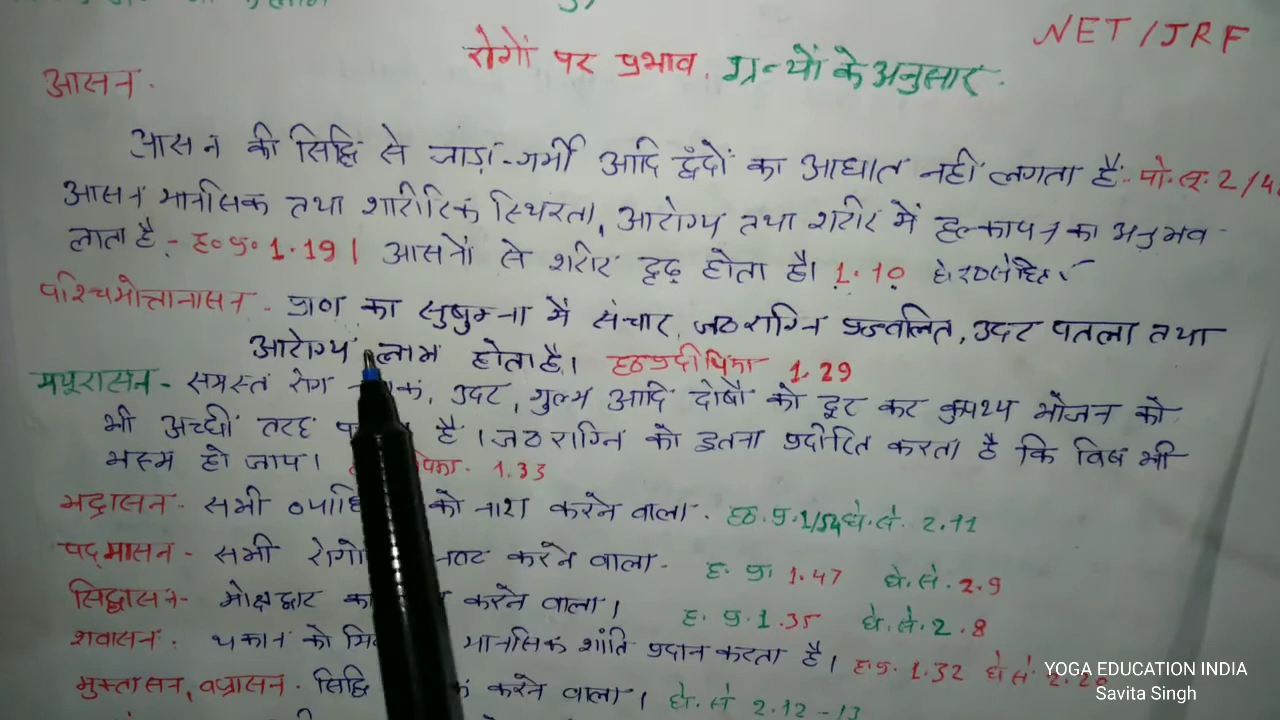 NET/JRF
रोगों पर प्रभाव. ग्रन्थों के अनुसार.
आसन.
आसन की सिद्धि से जाड़ा-गर्मी आदि द्वंदों का आघात नहीं लगता है. यो. सू. 2/4
आसन मानसिक तथा शारीरिक स्थिरता, आरोग्य तथा शरीर में हल्कापन का अनुभव -
लाता है - ह० प्र० 1.19। आसनों से शरीर दृढ़ होता है। 1.10 घेरण्ड संहिता
पश्चिमोत्तानासन - प्राण का सुषुम्ना में संचार, जठराग्नि प्रज्वलित, उदर पतला तथा
आरोग्य लाभ होता है। हठप्रदीपिका 1.29
मयूरासन - समस्त रोग उदर, गुल्म आदि दोषों को दूर कर कुपथ्य भोजन को
भी अच्छी तरह है। जठराग्नि को इतना प्रदीप्त करता है कि विष भी
भस्म हो जाए। 1.33
भद्रासन - सभी को नाश करने वाला. ह०. प्र. 1/54 घे. सं. 2.11
पद्मासन - सभी रोगों करने वाला - ह. प्र. 1.47 घे. सं. 2.9
सिद्धासन - मोक्षद्वार का करने वाला। ह. प्र. 1.35 घे. सं. 2.8
शवासन. थकान को मानसिक शांति प्रदान करता है। ह. प्र. 1.32 घे सं.
मुक्तासन, वज्रासन. सिद्धि करने वाला। घे. सं 2.12-13
YOGA EDUCATION INDIA
Savita Singh